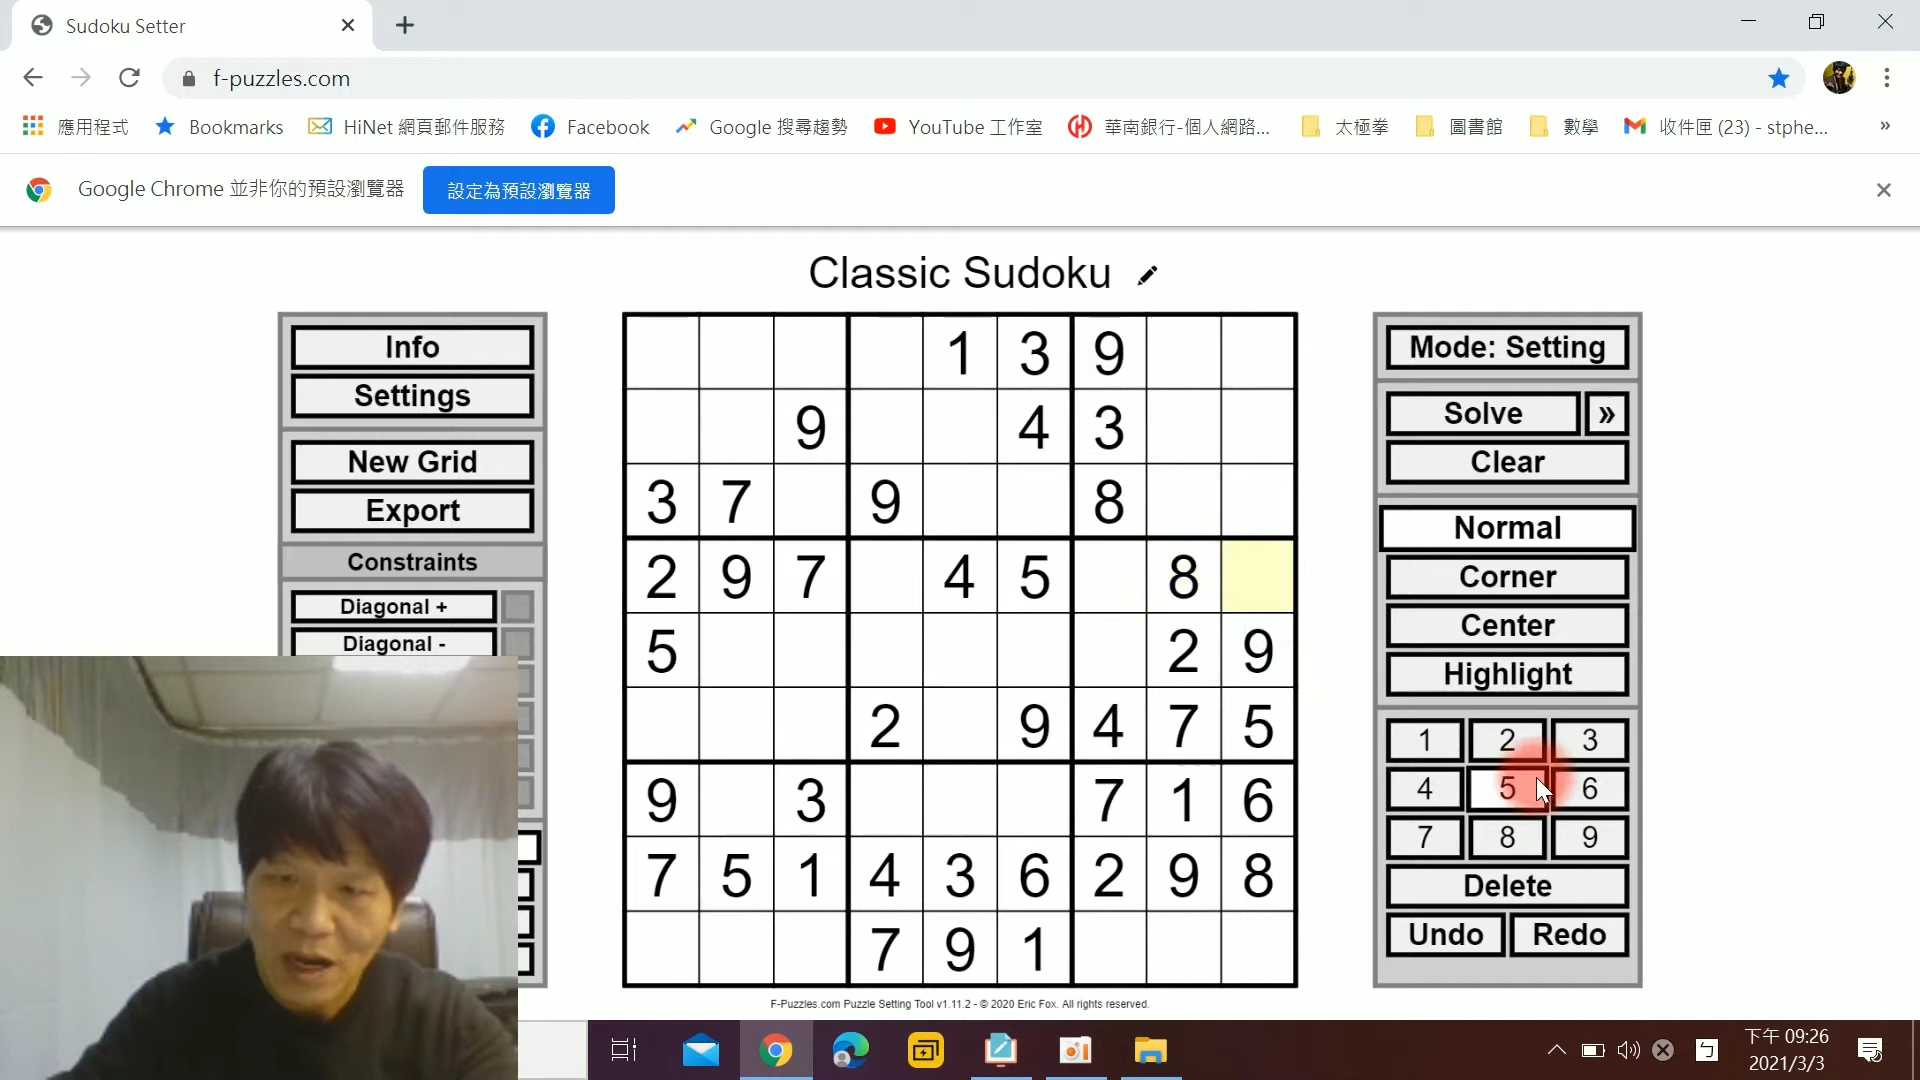 Sudoku Setter
f-puzzles.com
應用程式 Bookmarks HiNet 網頁郵件服務 Facebook Google 搜尋趨勢 YouTube 工作室 華南銀行-個人網路... 太極拳 圖書館 數學 收件匣 (23) - stphe... »
Google Chrome 並非你的預設瀏覽器 設定為預設瀏覽器
Classic Sudoku
Info
Settings
New Grid
Export
Constraints
Diagonal +
Diagonal -
1 3 9
9 4 3
3 7 9 8
2 9 7 4 5 8
5 2 9
2 9 4 7 5
9 3 7 1 6
7 5 1 4 3 6 2 9 8
7 9 1
Mode: Setting
Solve »
Clear
Normal
Corner
Center
Highlight
1 2 3
4 5 6
7 8 9
Delete
Undo Redo
F-Puzzles.com Puzzle Setting Tool v1.11.2 - © 2020 Eric Fox. All rights reserved.
下午 09:26
2021/3/3